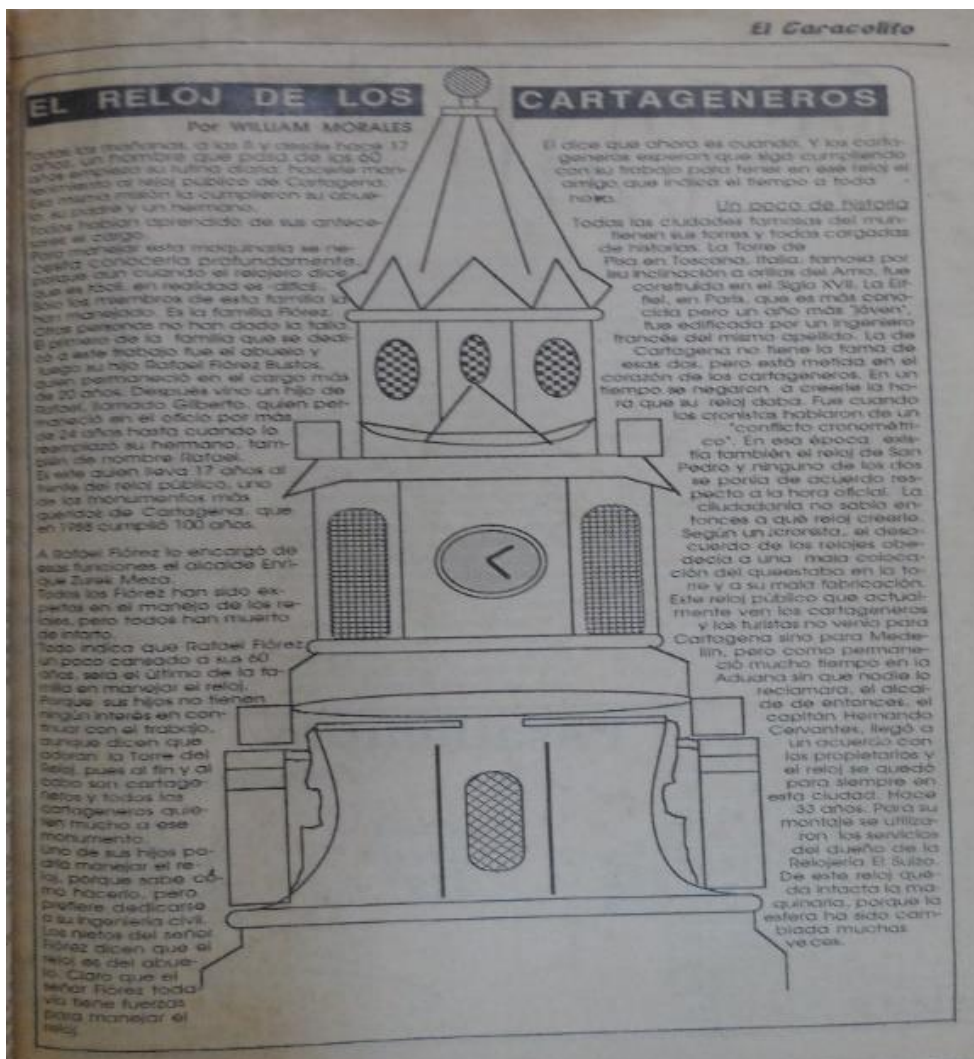 El Caracolito
EL RELOJ DE LOS CARTAGENEROS
Por WILLIAM MORALES
Todas las mañanas, a las 8 y desde hace 17
años, un hombre que pasa de los 60
años empieza su rutina diaria, hacerle man-
tenimiento al reloj público de Cartagena.
Esa misma misión la cumplieron su abue-
lo, su padre y un hermano.
Todos habían aprendido de sus antece-
sores el cargo.
Para manejar esta maquinaria se ne-
cesita conocerla profundamente,
porque, aún cuando el relojero dice
que es fácil, en realidad es difícil.
Sólo los miembros de esta familia la
han manejado. Es la familia Flórez.
Otras personas no han dado la talla.
El primero de la familia que se dedi-
có a este trabajo fue el abuelo y
luego su hijo Rafael Flórez Bustos,
quien permaneció en el cargo más
de 20 años. Después vino un hijo de
Rafael, llamado Gilberto, quien per-
maneció en el oficio por más
de 24 años hasta cuando lo
reemplazó su hermano, tam-
bién de nombre Rafael.
Es este quien lleva 17 años al
frente del reloj público, uno
de los monumentos más
queridos de Cartagena, que
en 1988 cumplió 100 años.
A Rafael Flórez lo encargó de
esas funciones el alcalde Enri-
que Zurek Meza.
Todos los Flórez han sido ex-
pertos en el manejo de los re-
lojes, pero todos han muerto
de infarto.
Todo indica que Rafael Flórez
un poco cansado a sus 60
años, será el último de la fa-
milia en manejar el reloj.
Porque sus hijos no tienen
ningún interés en con-
tinuar con el trabajo,
aunque dicen que
adoran la Torre del
Reloj, pues al fin y al
cabo son cartage-
neros y todos los
cartageneros quie-
ren mucho a ese
monumento.
Uno de sus hijos po-
dría manejar el re-
loj, porque sabe có-
mo hacerlo, pero
prefiere dedicarse
a su ingeniería civil.
Los nietos del señor
Flórez dicen que el
reloj es del abue-
lo. Claro que el
señor Flórez toda-
vía tiene fuerzas
para manejar el
reloj.
El dice que ahora es cuando. Y los carta-
generos esperan que siga cumpliendo
con su trabajo para tener en ese reloj el
amigo que indica el tiempo a toda
hora.
Un poco de historia
Todas las ciudades famosas del mun-
tienen sus torres y todas cargadas
de historias. La Torre de
Pisa en Toscana, Italia, famosa por
su inclinación a orillas del Arno, fue
construída en el Siglo XVII. La Eif-
fiel, en París, que es más cono-
cida pero un año más "jóven",
fue edificada por un ingeniero
francés del mismo apellido. La de
Cartagena no tiene la fama de
esas dos, pero está metida en el
corazón de los cartageneros. En un
tiempo se negaron a creerle la ho-
ra que su reloj daba. Fue cuando
los cronistas hablaron de un
"conflicto cronométri-
co". En esa época exis-
tía también el reloj de San
Pedro y ninguno de los dos
se ponía de acuerdo res-
pecto a la hora oficial. La
ciudadanía no sabía en-
tonces a qué reloj creerle.
Según un cronista, el desa-
cuerdo de los relojes obe-
decía a una mala coloca-
ción del queestaba en la to-
rre y a su mala fabricación.
Este reloj público que actual-
mente ven los cartageneros
y los turistas no venía para
Cartagena sino para Mede-
llín, pero como permane-
ció mucho tiempo en la
Aduana sin que nadie lo
reclamara, el alcal-
de de entonces, el
capitán Hernando
Cervantes, llegó a
un acuerdo con
los propietarios y
el reloj se quedó
para siempre en
esta ciudad. Hace
33 años. Para su
montaje se utiliza-
ron los servicios
del dueño de la
Relojería El Suizo.
De este reloj que-
da intacta la ma-
quinaria, porque la
esfera ha sido cam-
biada muchas
veces.